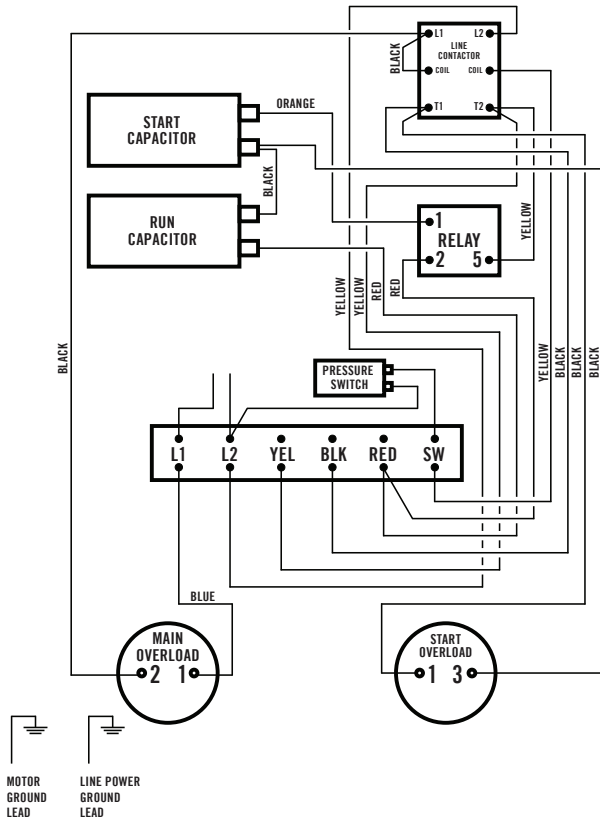 L1 L2
LINE
CONTACTOR
COIL COIL
T1 T2
BLACK
START
CAPACITOR
ORANGE
BLACK
RUN
CAPACITOR
1
RELAY
2 5
YELLOW
RED
YELLOW
YELLOW
RED
BLACK
PRESSURE
SWITCH
YELLOW
BLACK
BLACK
BLACK
L1 L2 YEL BLK RED SW
BLUE
MAIN
OVERLOAD
2 1
START
OVERLOAD
1 3
MOTOR
GROUND
LEAD
LINE POWER
GROUND
LEAD